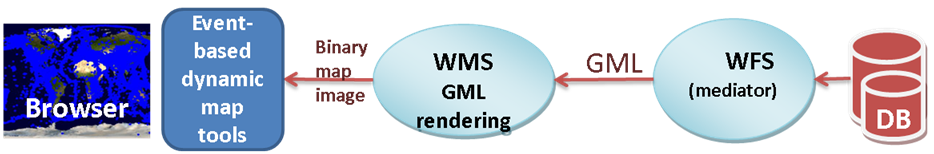 Browser
Event-
based
dynamic
map
tools
Binary
map
image
WMS
GML
rendering
GML
WFS
(mediator)
DB